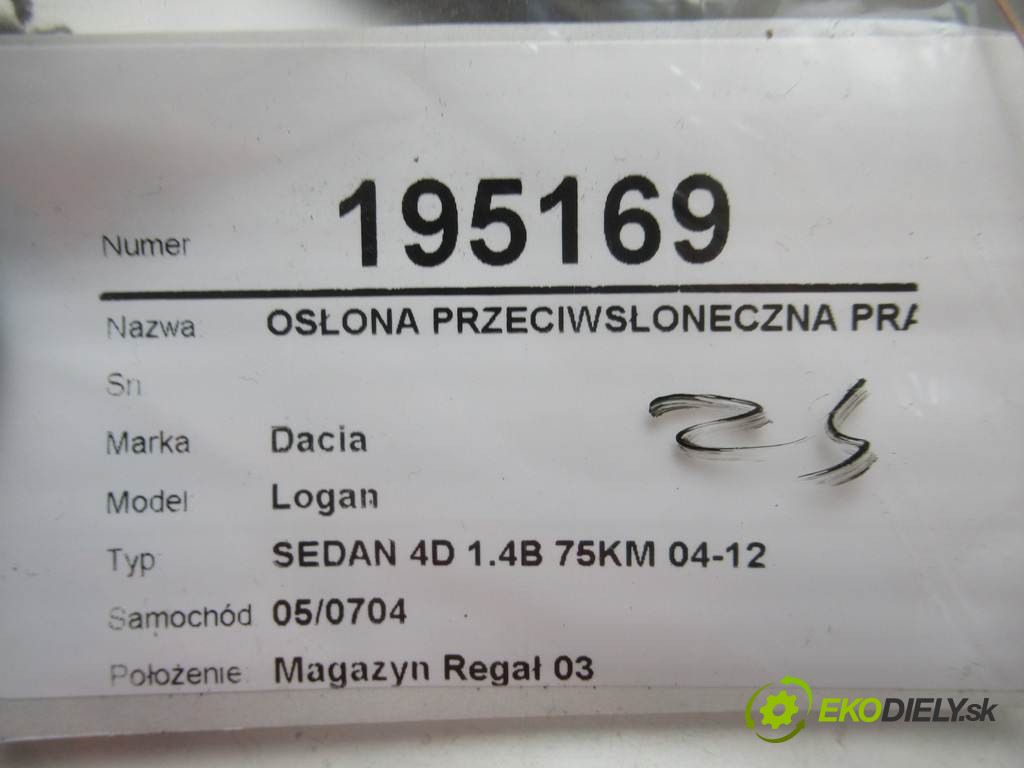 Numer 195169
Nazwa: OSŁONA PRZECIWSŁONECZNA PRA
Sn
Marka Dacia
Model Logan
Typ SEDAN 4D 1.4B 75KM 04-12
Samochód 05/0704
Położenie: Magazyn Regał 03
EKODIELY.sk